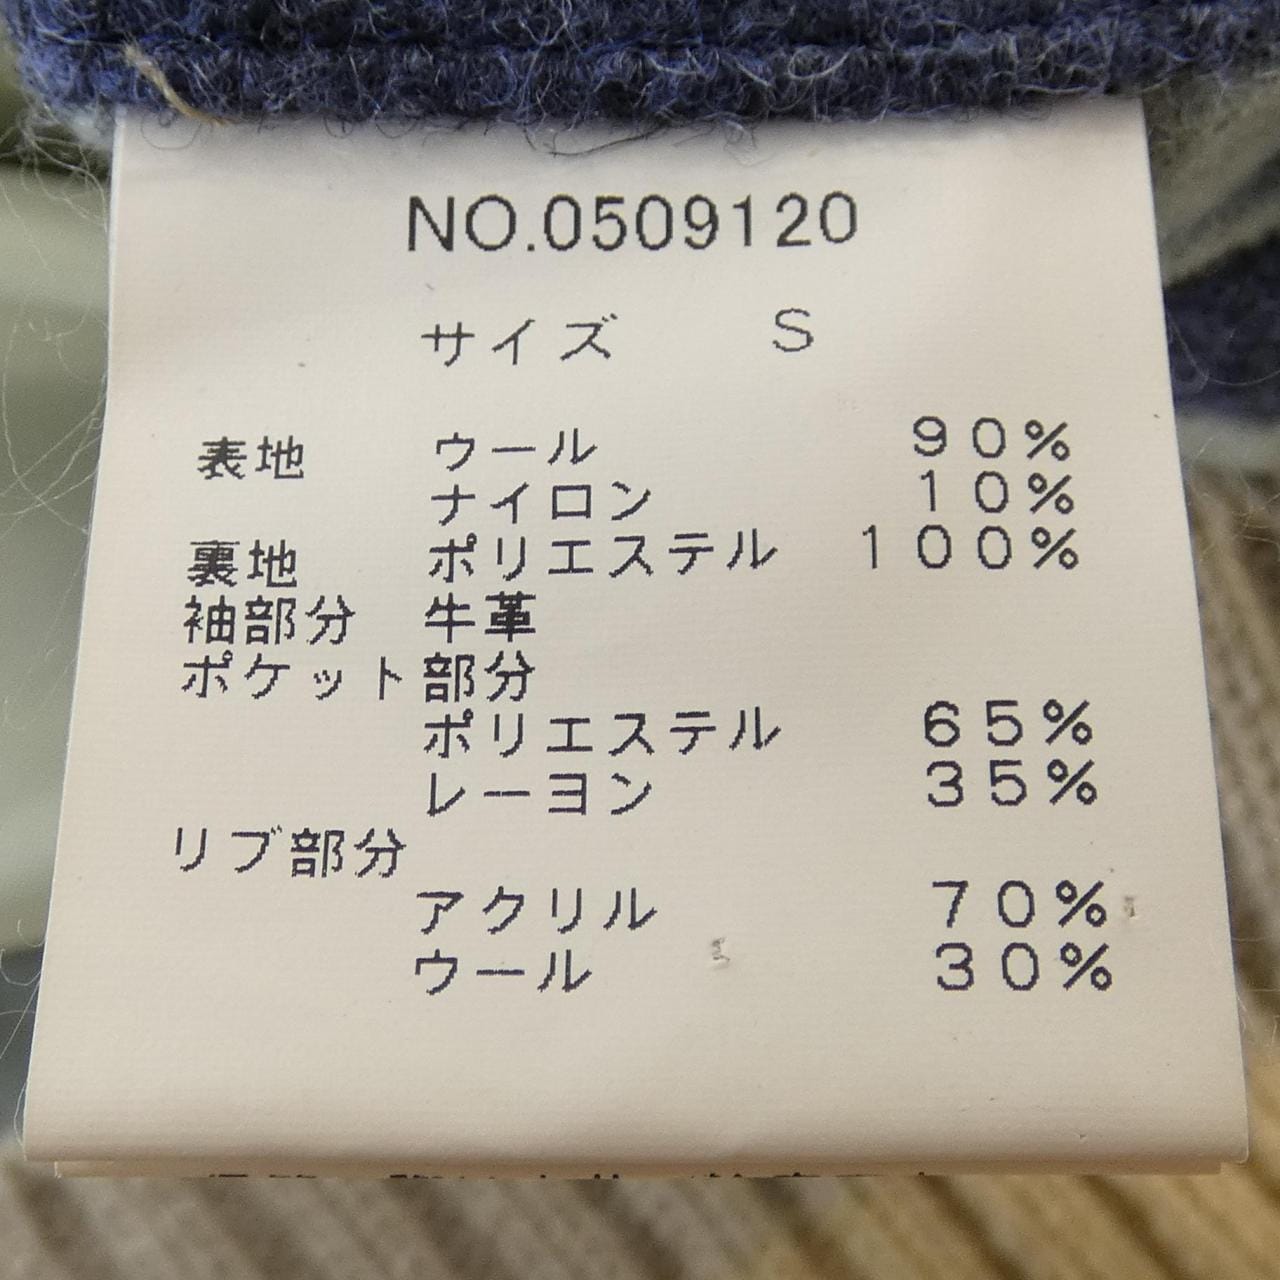 NO.0509120
サイズ S
表地 ウール 90%
ナイロン 10%
裏地 ポリエステル 100%
袖部分 牛革
ポケット部分
ポリエステル 65%
レーヨン 35%
リブ部分
アクリル 70%
ウール 30%